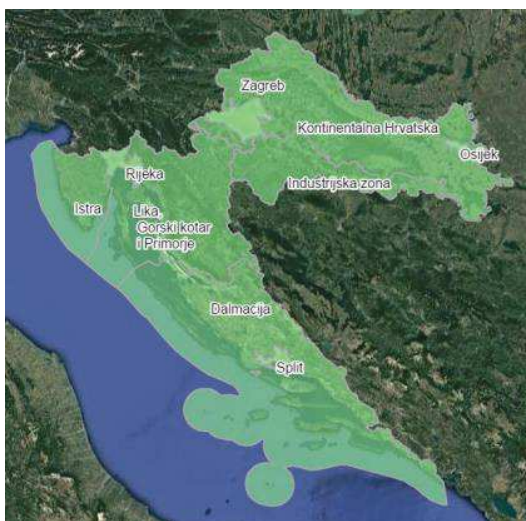 Zagreb
Kontinentalna Hrvatska
Osijek
Rijeka
Industrijska zona
Istra
Lika,
Gorski kotar
i Primorje
Dalmacija
Split